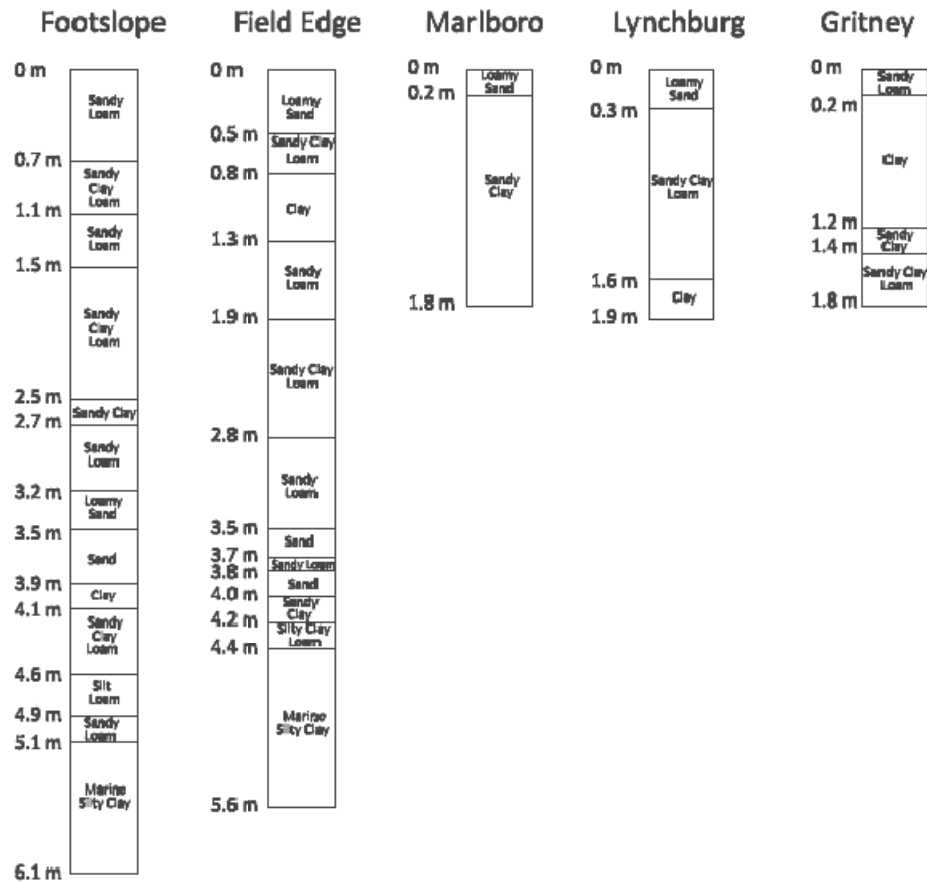 Footslope
0 m
Sandy
Loam
0.7 m
Sandy
Clay
Loam
1.1 m
Sandy
Loam
1.5 m
Sandy
Clay
Loam
2.5 m
Sandy Clay
2.7 m
Sandy
Loam
3.2 m
Loamy
Sand
3.5 m
Sand
3.9 m
Clay
4.1 m
Sandy
Clay
Loam
4.6 m
Silt
Loam
4.9 m
Sandy
Loam
5.1 m
Marine
Silty Clay
6.1 m
Field Edge
0 m
Loamy
Sand
0.5 m
Sandy Clay
Loam
0.8 m
Clay
1.3 m
Sandy
Loam
1.9 m
Sandy Clay
Loam
2.8 m
Sandy
Loam
3.5 m
Sand
3.7 m
Sandy Loam
3.8 m
Sand
4.0 m
Sandy
Clay
4.2 m
Silty Clay
Loam
4.4 m
Marine
Silty Clay
5.6 m
Marlboro
0 m
Loamy
Sand
0.2 m
Sandy
Clay
1.8 m
Lynchburg
0 m
Loamy
Sand
0.3 m
Sandy Clay
Loam
1.6 m
Clay
1.9 m
Gritney
0 m
Sandy
Loam
0.2 m
Clay
1.2 m
Sandy
Clay
1.4 m
Sandy Clay
Loam
1.8 m